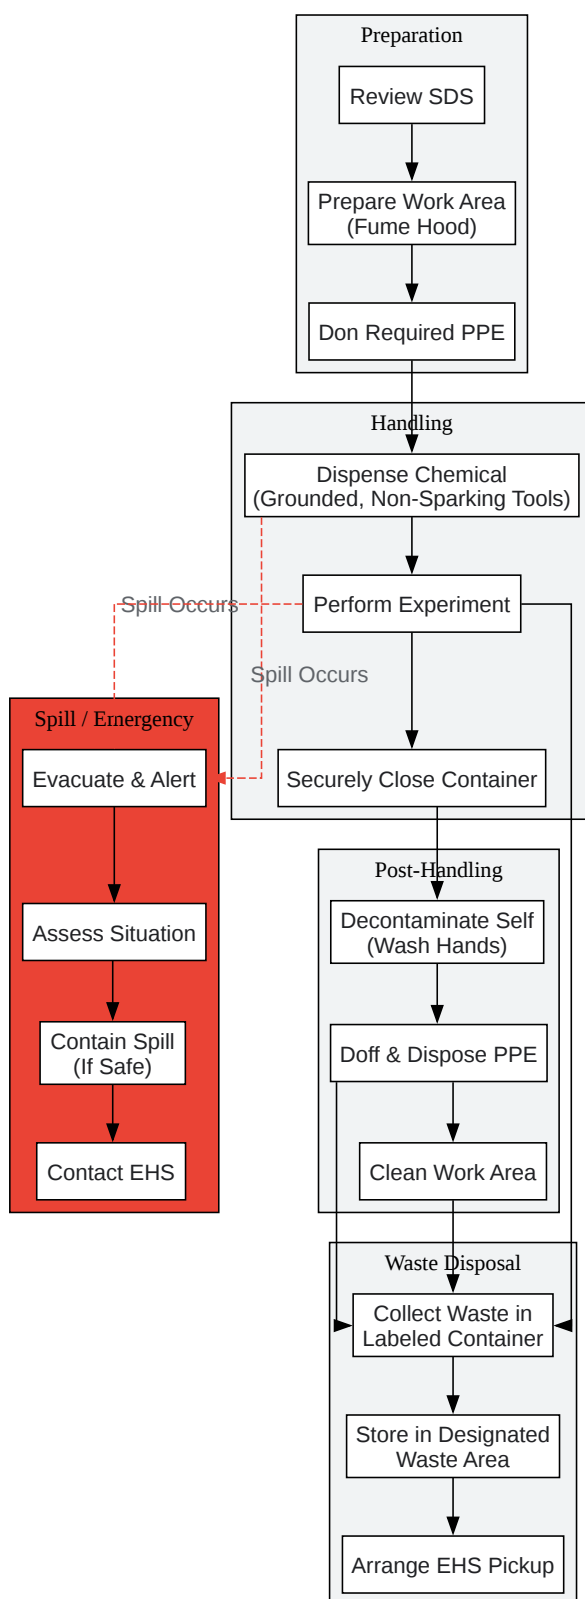 Preparation
Review SDS
Prepare Work Area
(Fume Hood)
Don Required PPE
Handling
Dispense Chemical
(Grounded, Non-Sparking Tools)
Spill Occurs
Perform Experiment
Spill Occurs
Spill / Emergency
Evacuate & Alert
Securely Close Container
Post-Handling
Assess Situation
Decontaminate Self
(Wash Hands)
Contain Spill
(If Safe)
Doff & Dispose PPE
Contact EHS
Clean Work Area
Waste Disposal
Collect Waste in
Labeled Container
Store in Designated
Waste Area
Arrange EHS Pickup